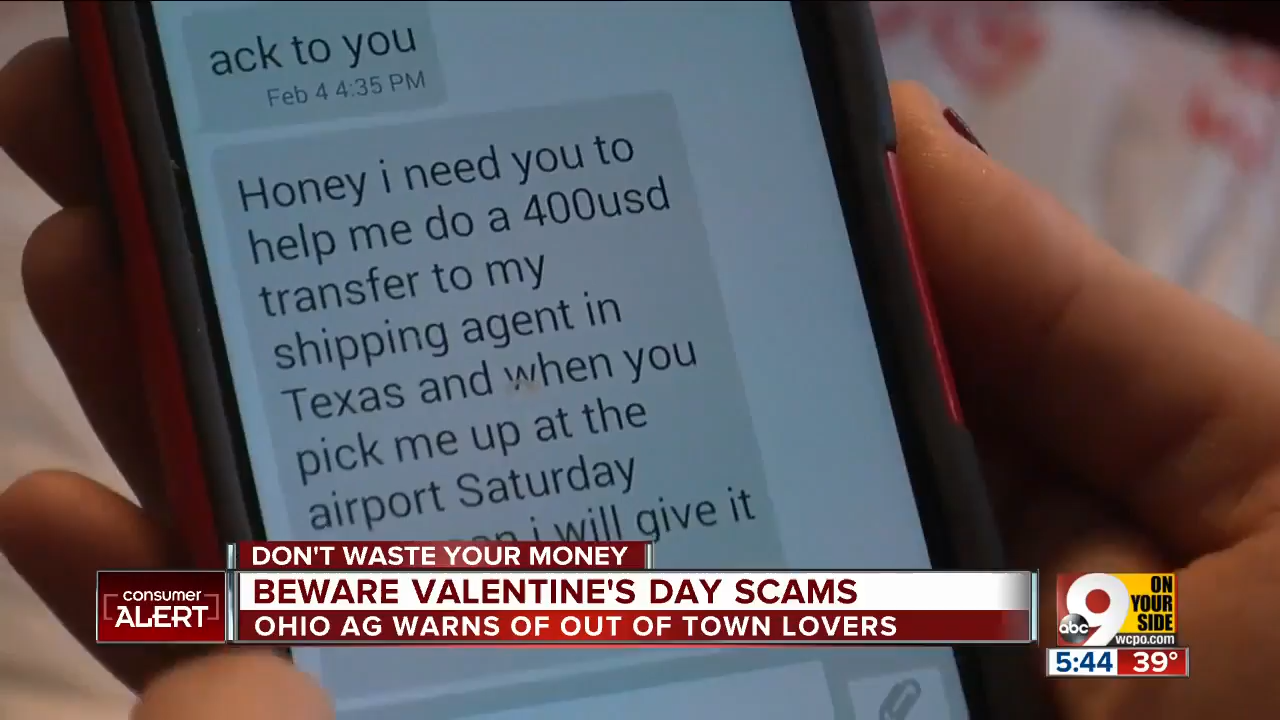 ack to you
Feb 4 4:35 PM
Honey i need you to
help me do a 400usd
transfer to my
shipping agent in
Texas and when you
pick me up at the
airport Saturday
i will give it
DON'T WASTE YOUR MONEY
consumer
ALERT
BEWARE VALENTINE'S DAY SCAMS
OHIO AG WARNS OF OUT OF TOWN LOVERS
abc
9
ON
YOUR
SIDE
wcpo.com
5:44 39°